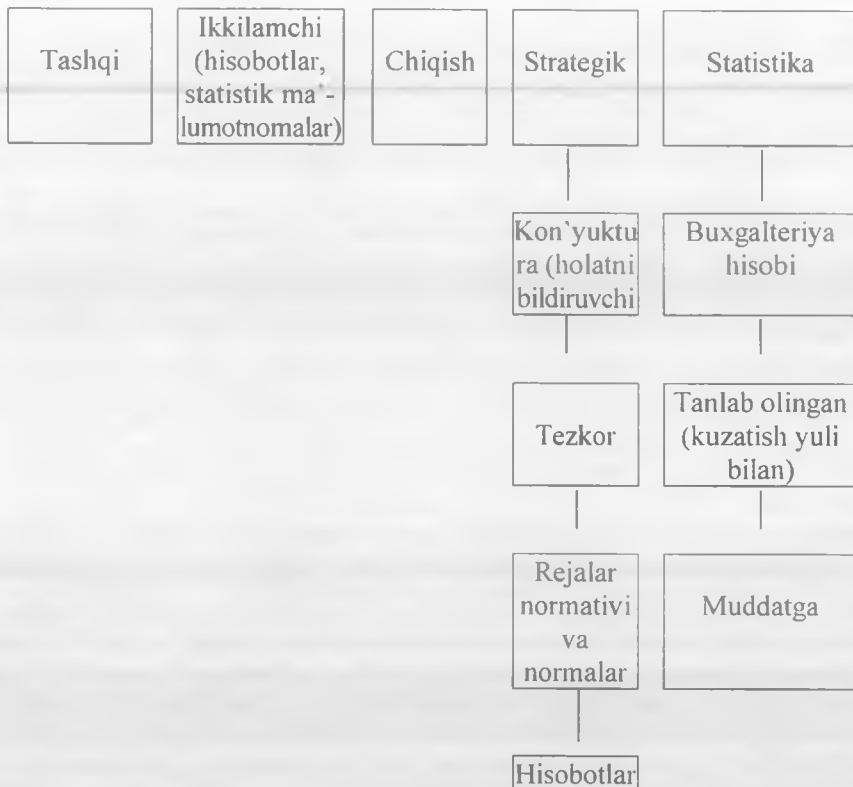 Tashqi
Ikkilamchi
(hisobotlar,
statistik ma`-
lumotnomalar)
Chiqish
Strategik
Statistika
Kon`yuktu
ra (holatni
bildiruvchi
Buxgalteriya
hisobi
Tezkor
Tanlab olingan
(kuzatish yuli
bilan)
Rejalar
normativi
va
normalar
Muddatga
Hisobotlar